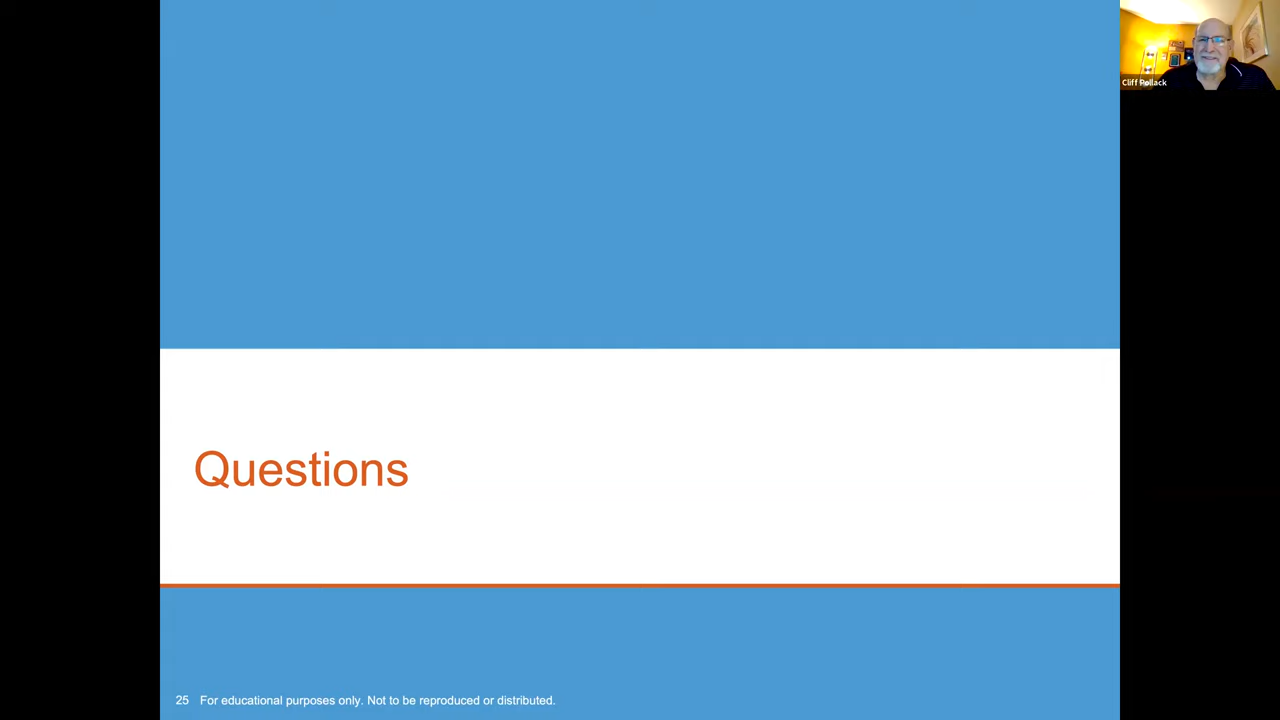 Cliff Pollack
Questions
25 For educational purposes only. Not to be reproduced or distributed.